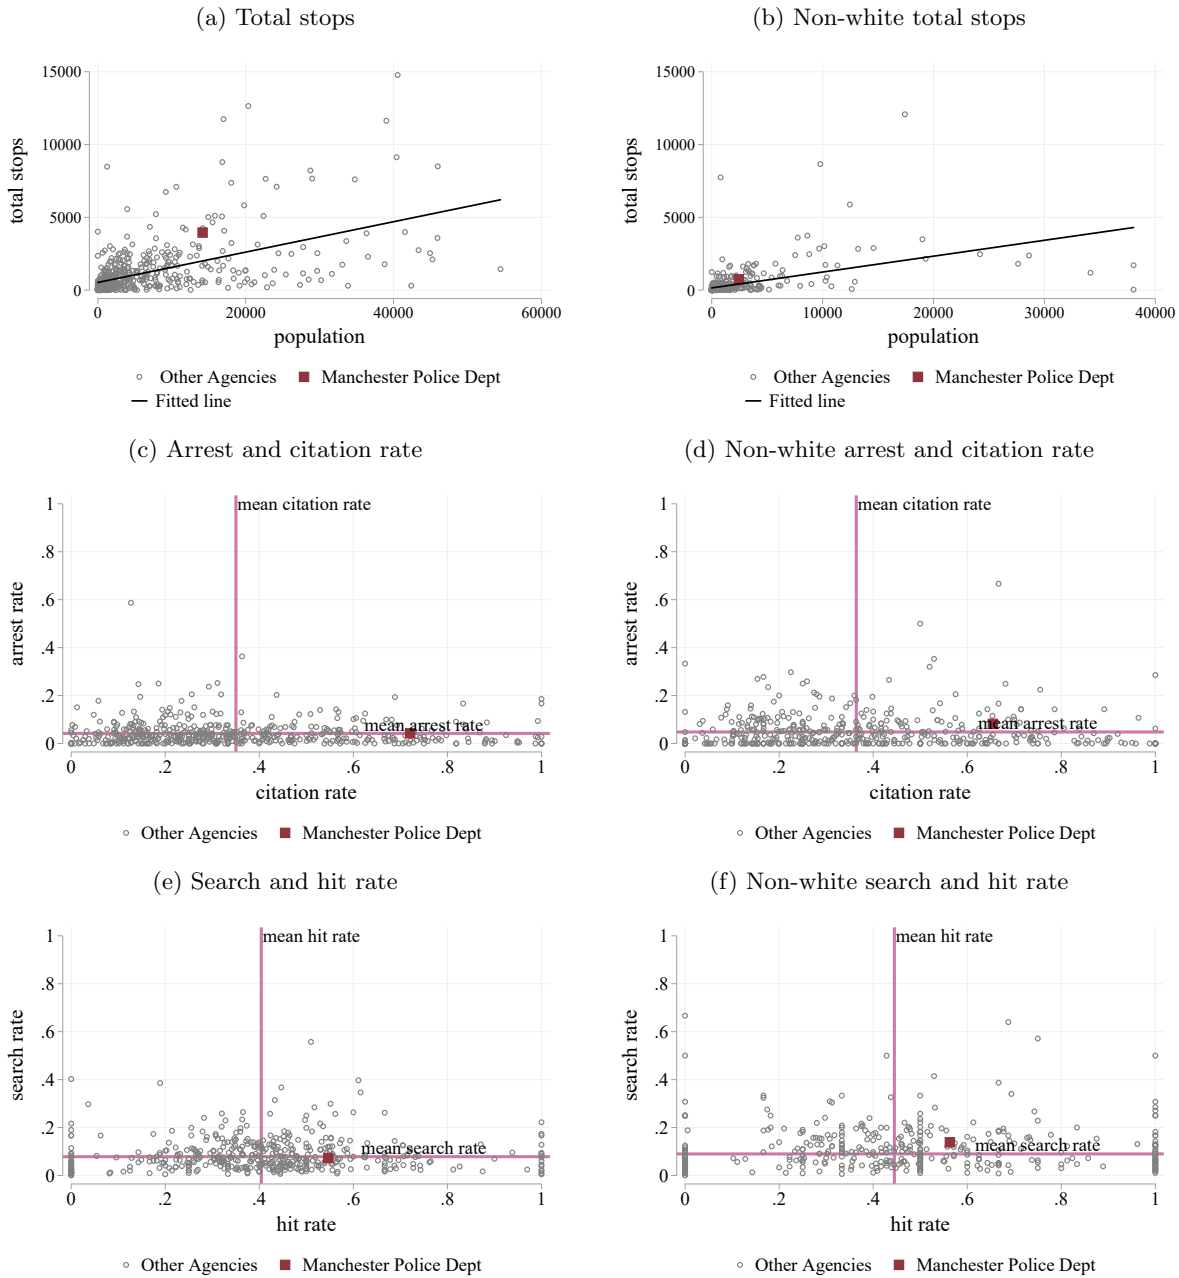 (a) Total stops
(b) Non-white total stops
total stops
15000
10000
5000
0
0 20000 40000 60000
population
Other Agencies Manchester Police Dept
Fitted line
total stops
15000
10000
5000
0
0 10000 20000 30000 40000
population
Other Agencies Manchester Police Dept
Fitted line
(c) Arrest and citation rate
(d) Non-white arrest and citation rate
arrest rate
1
.8
.6
.4
.2
0
mean citation rate
mean arrest rate
0 .2 .4 .6 .8 1
citation rate
Other Agencies Manchester Police Dept
arrest rate
1
.8
.6
.4
.2
0
mean citation rate
mean arrest rate
0 .2 .4 .6 .8 1
citation rate
Other Agencies Manchester Police Dept
(e) Search and hit rate
(f) Non-white search and hit rate
search rate
1
.8
.6
.4
.2
0
mean hit rate
mean search rate
0 .2 .4 .6 .8 1
hit rate
Other Agencies Manchester Police Dept
search rate
1
.8
.6
.4
.2
0
mean hit rate
mean search rate
0 .2 .4 .6 .8 1
hit rate
Other Agencies Manchester Police Dept